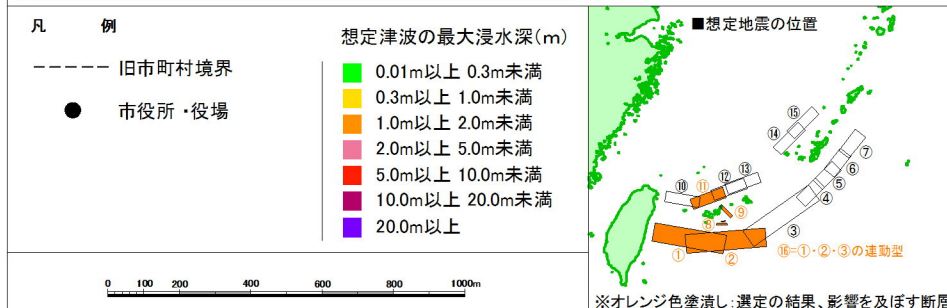 凡 例
旧市町村境界
市役所・役場
想定津波の最大浸水深(m)
0.01m以上 0.3m未満
0.3m以上 1.0m未満
1.0m以上 2.0m未満
2.0m以上 5.0m未満
5.0m以上 10.0m未満
10.0m以上 20.0m未満
20.0m以上
0 100 200 400 600 800 1000m
■想定地震の位置
⑮
⑭
⑦
⑥
⑤
④
⑬
⑫
⑪
⑩
⑨
⑧
③
① ②
⑯=①・②・③の連動型
※オレンジ色塗潰し:選定の結果、影響を及ぼす断層